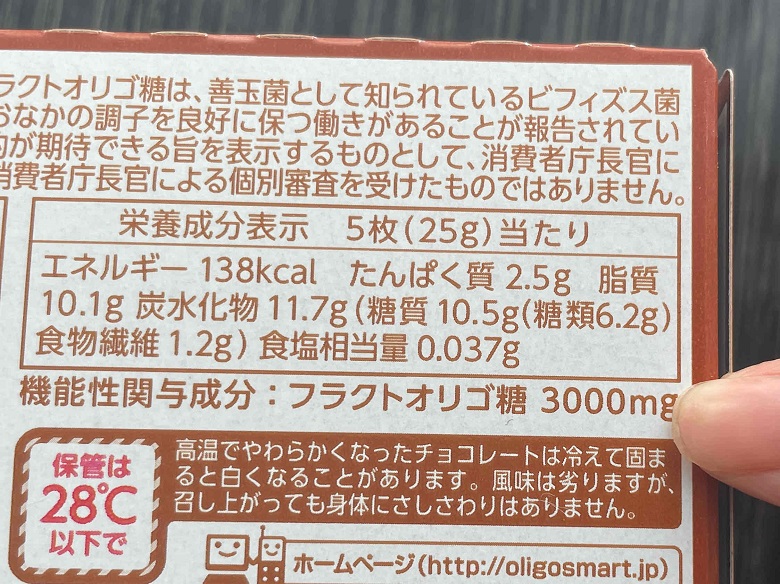 ラクトオリゴ糖は、善玉菌として知られているビフィズス菌
おなかの調子を良好に保つ働きがあることが報告されてい
的が期待できる旨を表示するものとして、消費者庁長官に
消費者庁長官による個別審査を受けたものではありません。
栄養成分表示 5枚(25g)当たり
エネルギー 138kcal たんぱく質 2.5g 脂質
10.1g 炭水化物 11.7g(糖質 10.5g(糖類6.2g)
食物繊維 1.2g) 食塩相当量 0.037g
機能性関与成分:フラクトオリゴ糖 3000mg
保管は
28℃
以下で
高温でやわらかくなったチョコレートは冷えて固ま
ると白くなることがあります。風味は劣りますが、
召し上がっても身体にさしさわりはありません。
ホームページ(http://oligosmart.jp)